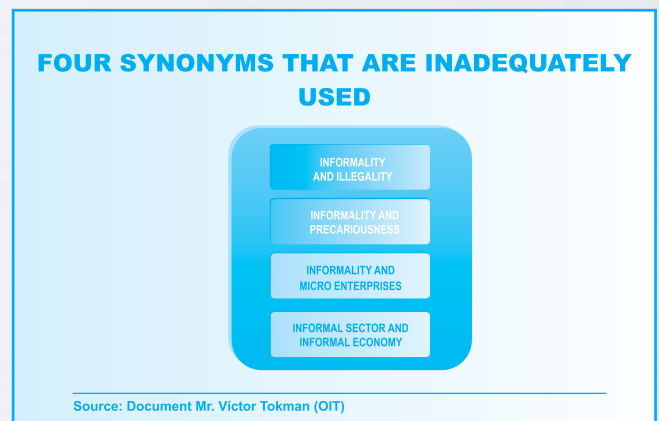 FOUR SYNONYMS THAT ARE INADEQUATELY
USED
INFORMALITY
AND ILLEGALITY
INFORMALITY AND
PRECARIOUSNESS
INFORMALITY AND
MICRO ENTERPRISES
INFORMAL SECTOR AND
INFORMAL ECONOMY
Source: Document Mr. Víctor Tokman (OIT)